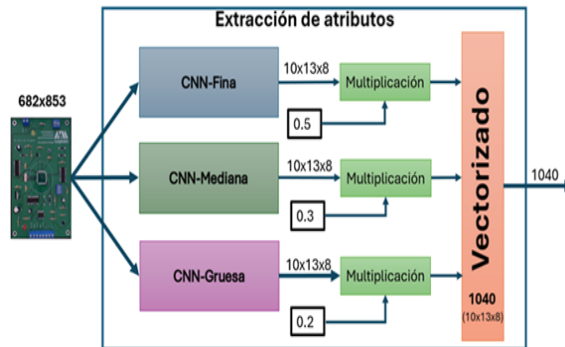 Extracción de atributos
682x853
CNN-Fina
10x13x8
Multiplicación
0.5
CNN-Mediana
10x13x8
Multiplicación
0.3
CNN-Gruesa
10x13x8
Multiplicación
0.2
Vectorizado
1040
(10x13x8)
1040